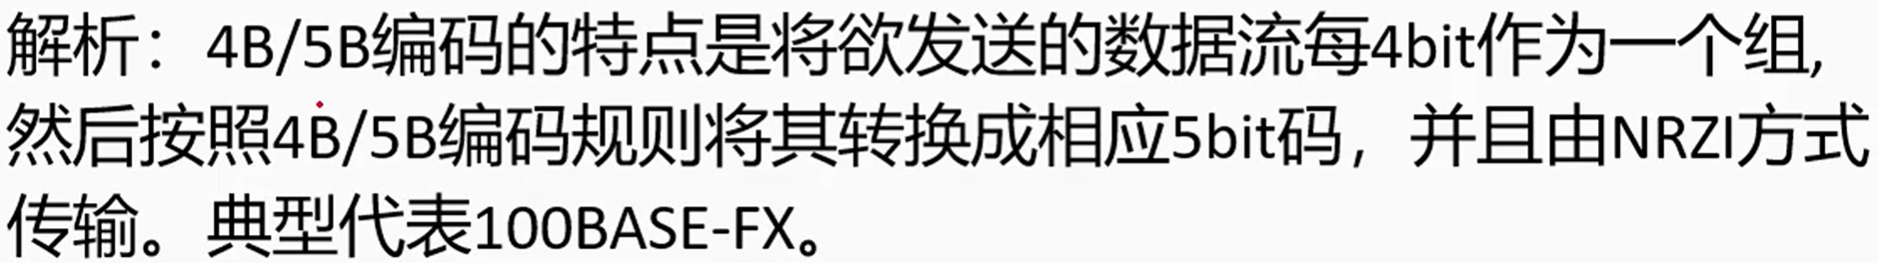 解析：4B/5B编码的特点是将欲发送的数据流每4bit作为一个组,
然后按照4B/5B编码规则将其转换成相应5bit码，并且由NRZI方式
传输。典型代表100BASE-FX。